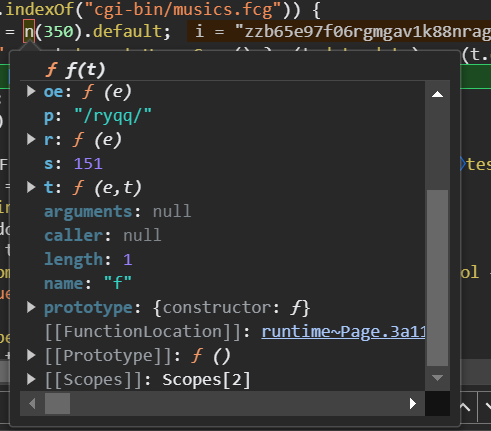 .indexOf("cgi-bin/musics.fcg")) {
= n(350).default; i = "zzb65e97f06rgmgav1k88nrag
ƒ ƒ(t)
oe: ƒ (e)
p: "/ryqq/"
r: ƒ (e)
s: 151
t: ƒ (e,t)
arguments: null
caller: null
length: 1
name: "f"
prototype: {constructor: ƒ}
[[FunctionLocation]]: runtime~Page.3a11
[[Prototype]]: ƒ ()
[[Scopes]]: Scopes[2]